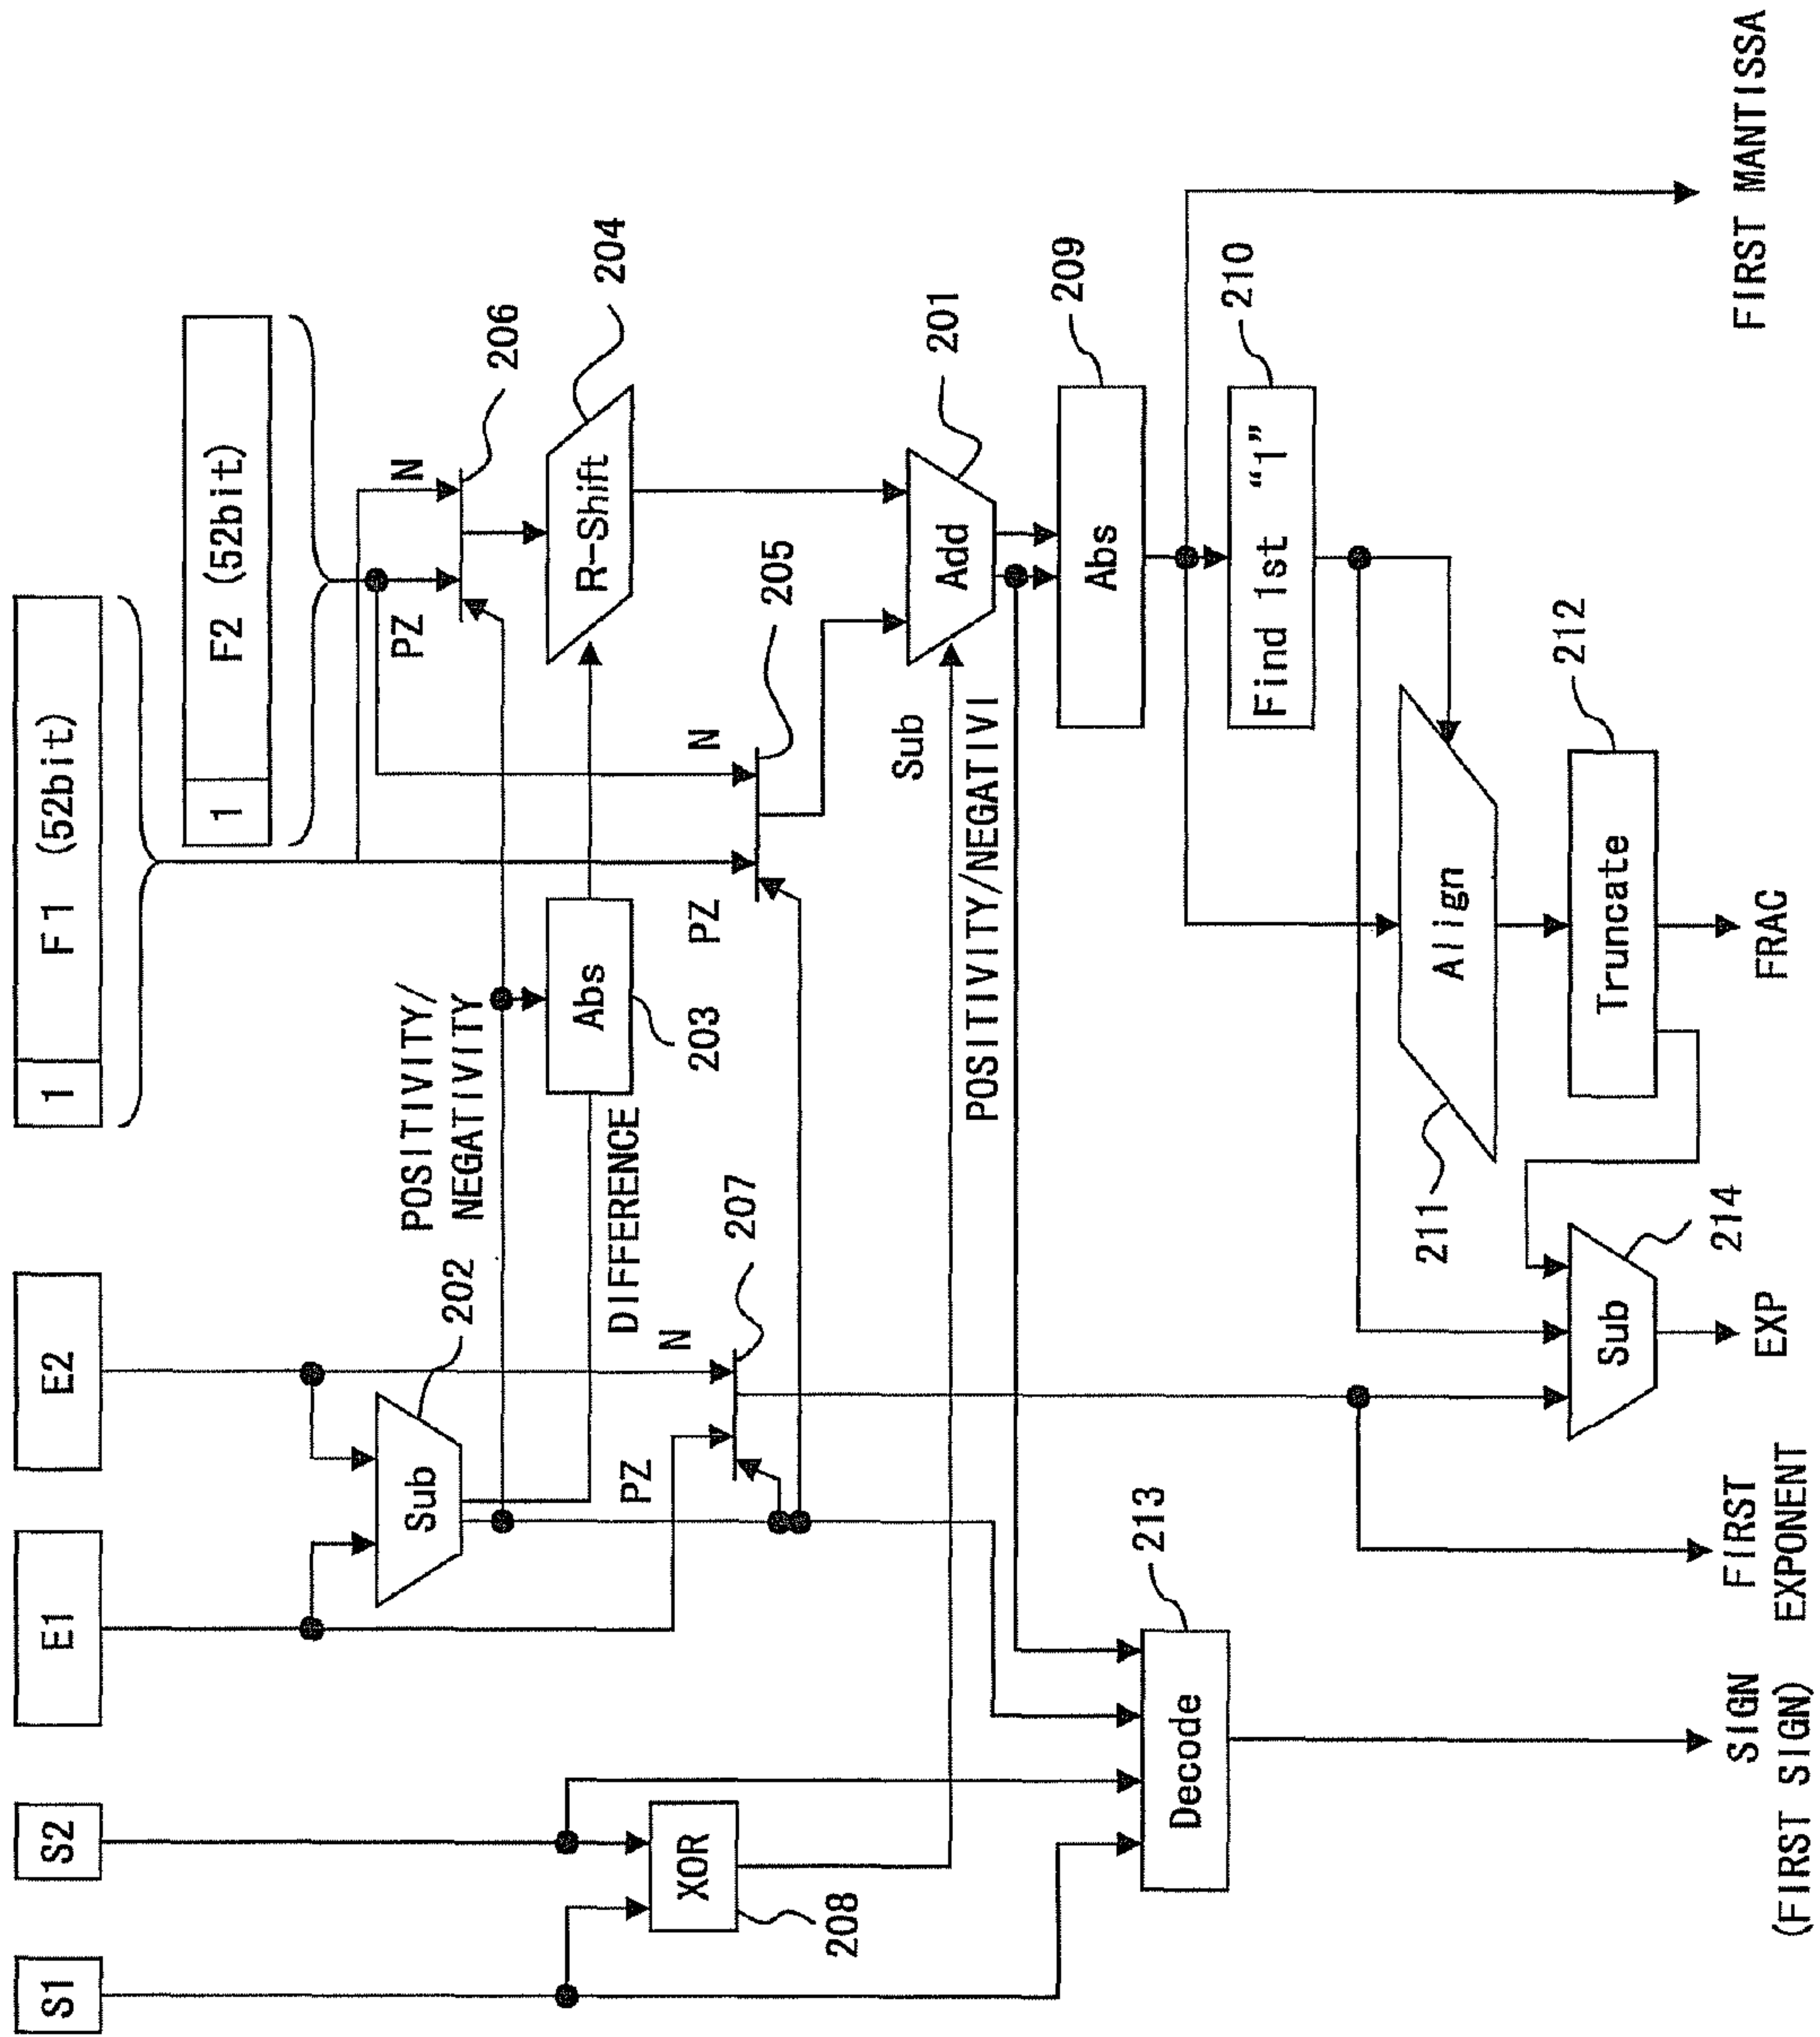 S1
S2
E1
E2
1
F1 (52bit)
1
F2 (52bit)
Sub
202
POSITIVITY/
NEGATIVITY
DIFFERENCE
Abs
203
PZ
N
206
R-Shift
204
XOR
208
PZ
N
207
PZ
N
205
Sub
Add
201
POSITIVITY/NEGATIVI
Abs
209
Find 1st "1"
210
Decode
213
Align
211
Truncate
212
Sub
214
SIGN
(FIRST SIGN)
FIRST
EXPONENT
EXP
FRAC
FIRST MANTISSA